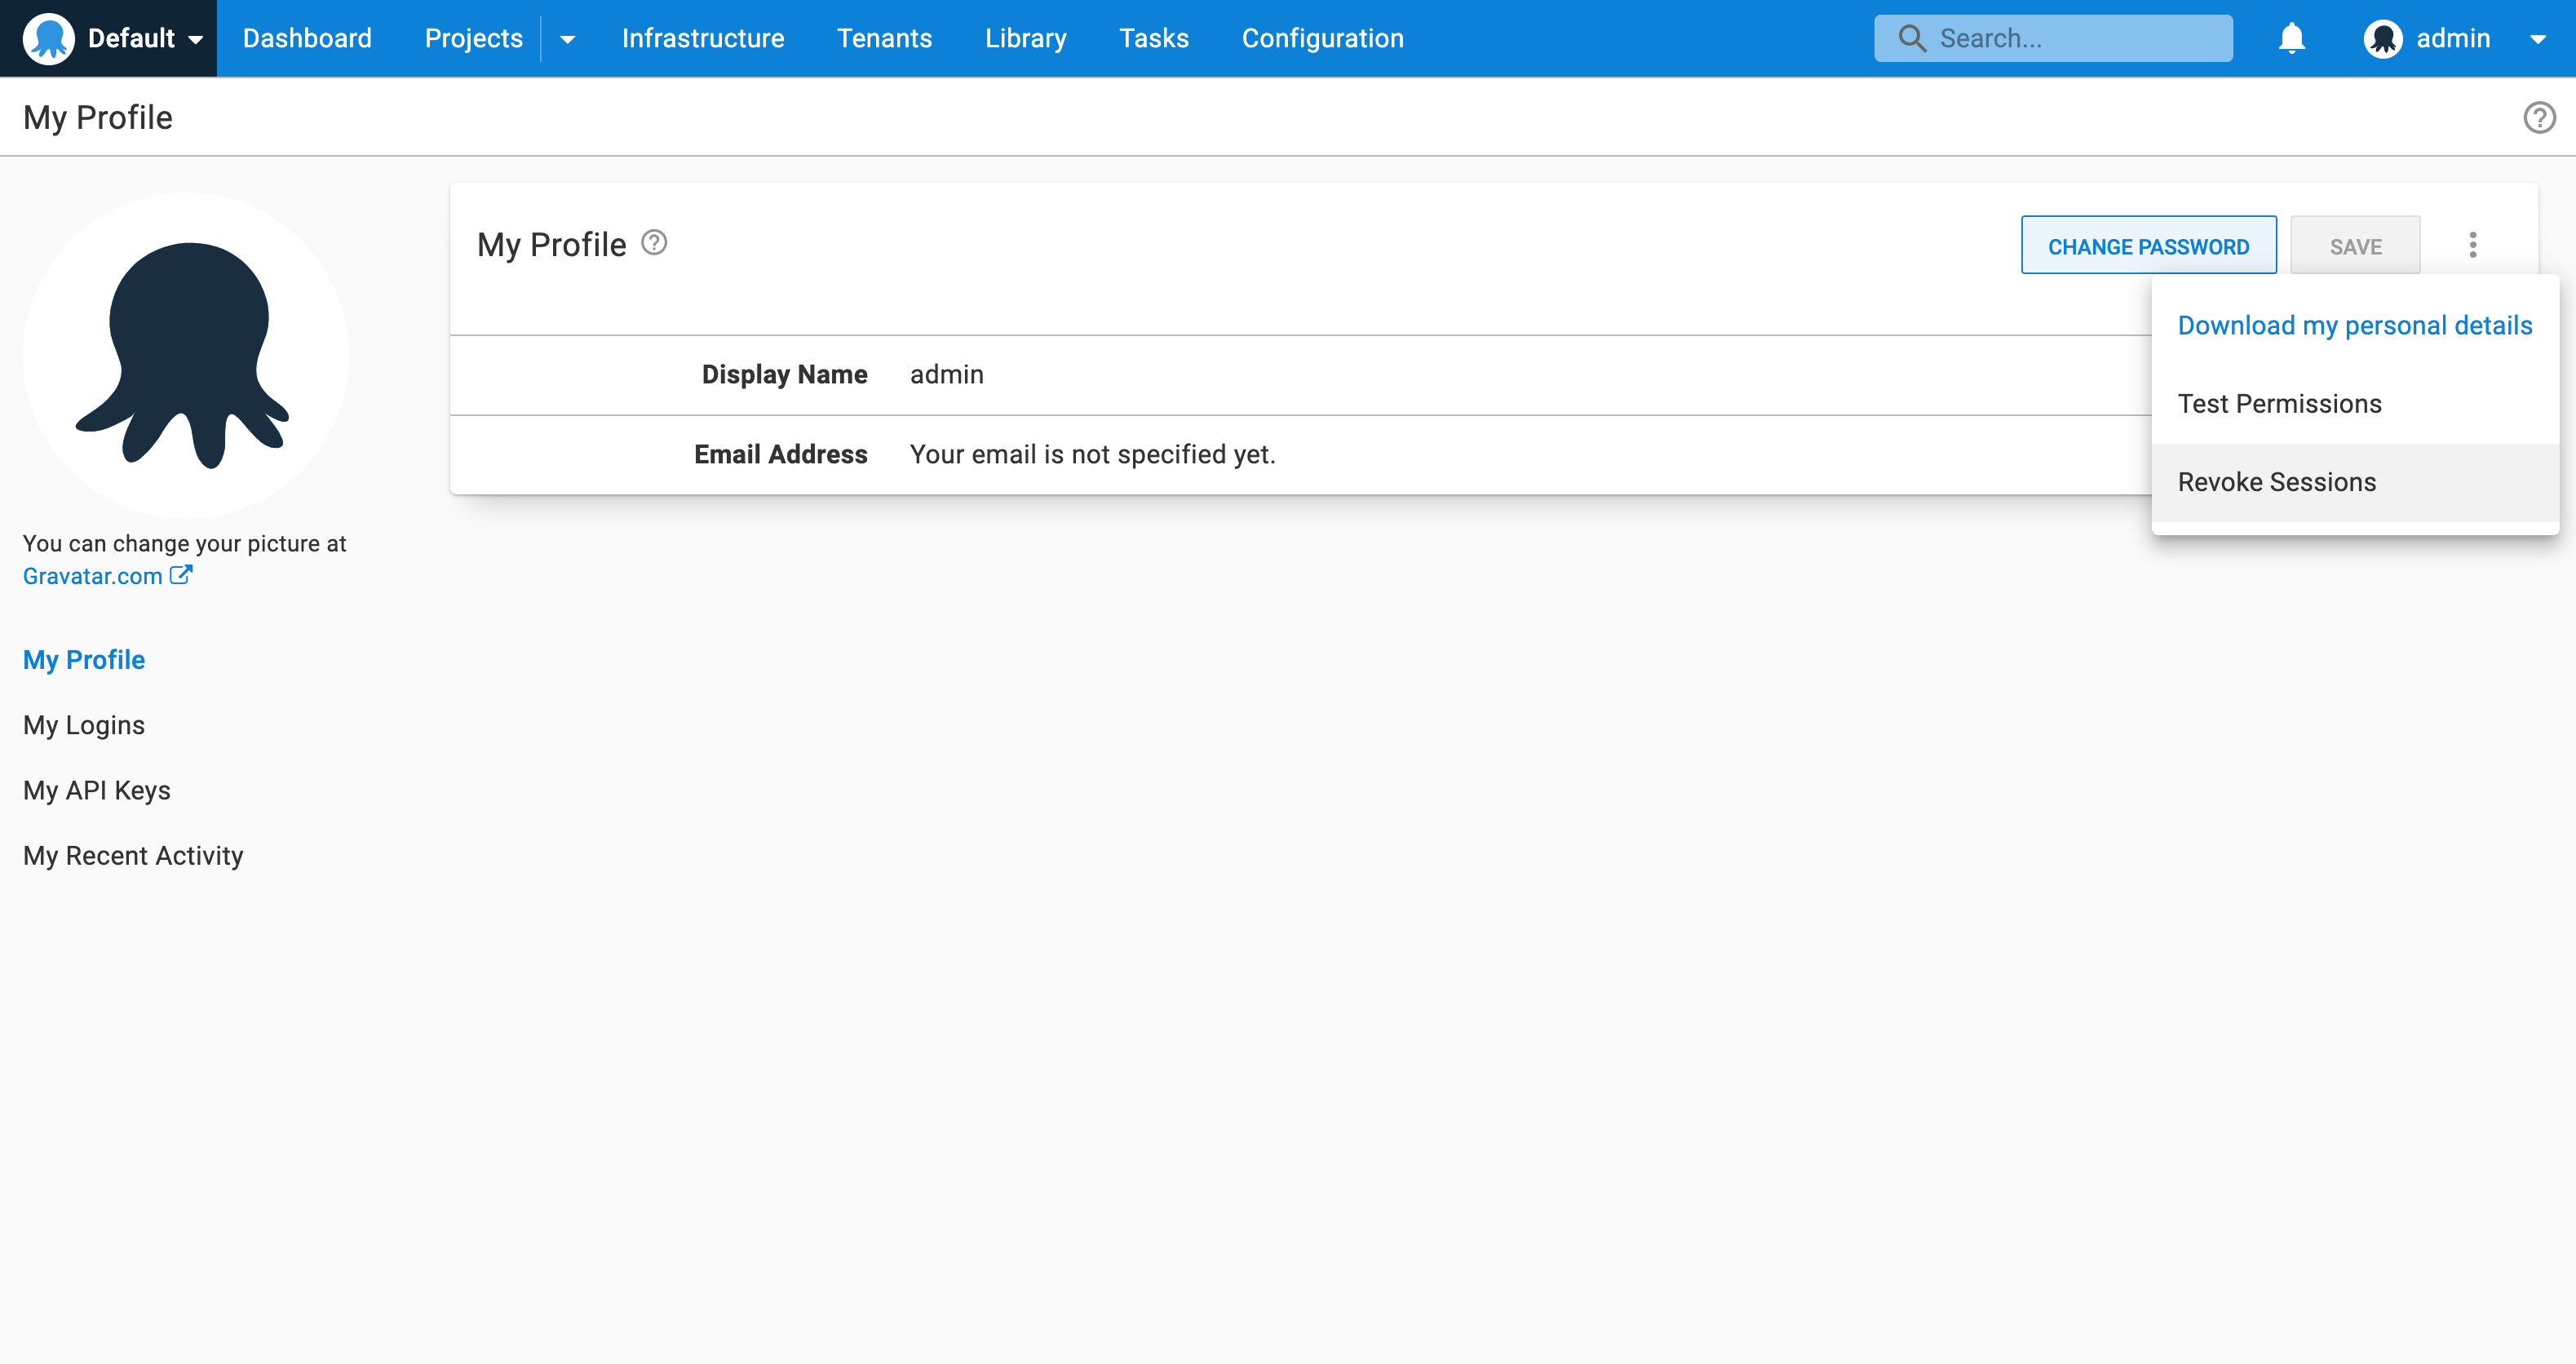 Default Dashboard Projects Infrastructure Tenants Library Tasks Configuration Search... admin
My Profile
My Profile CHANGE PASSWORD SAVE
Download my personal details
Test Permissions
Revoke Sessions
Display Name admin
Email Address Your email is not specified yet.
You can change your picture at
Gravatar.com
My Profile
My Logins
My API Keys
My Recent Activity